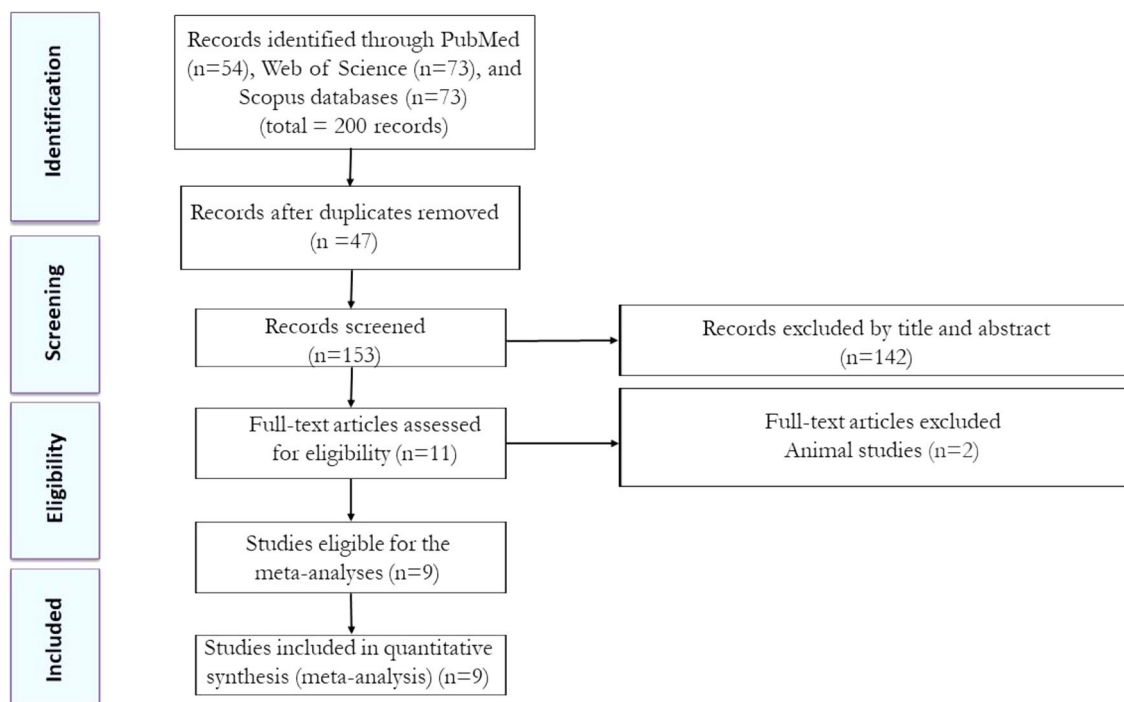 Identification
Records identified through PubMed
(n=54), Web of Science (n=73), and
Scopus databases (n=73)
(total = 200 records)
Records after duplicates removed
(n =47)
Screening
Records screened
(n=153)
Records excluded by title and abstract
(n=142)
Eligibility
Full-text articles assessed
for eligibility (n=11)
Full-text articles excluded
Animal studies (n=2)
Studies eligible for the
meta-analyses (n=9)
Included
Studies included in quantitative
synthesis (meta-analysis) (n=9)